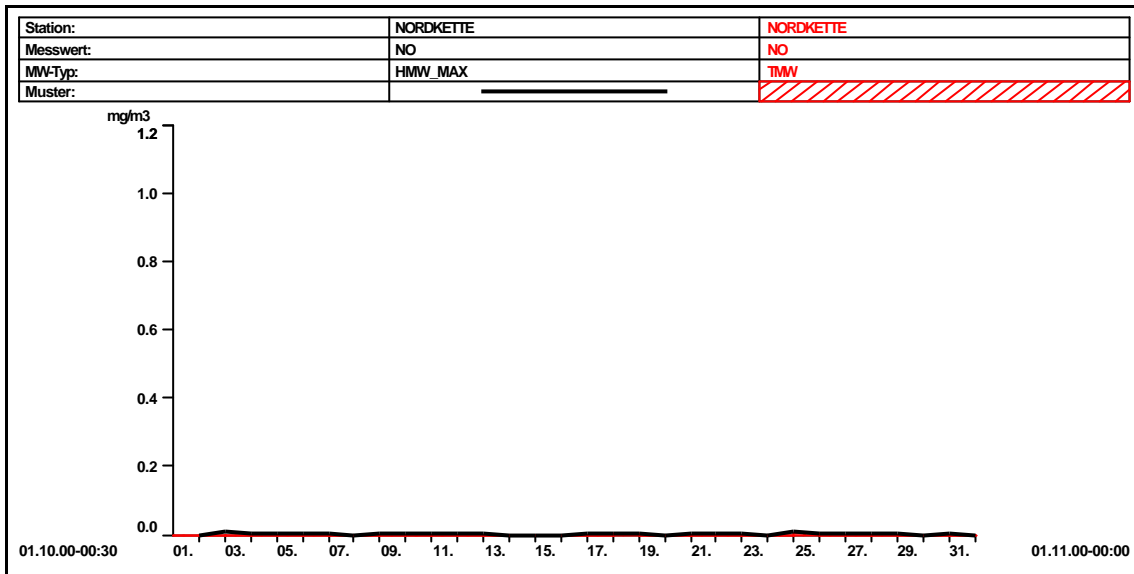 Station: NORDKETTE NORDKETTE
Messwert: NO NO
MW-Typ: HMW_MAX TMW
Muster:
mg/m3
1.2
1.0
0.8
0.6
0.4
0.2
0.0
01.10.00-00:30 01. 03. 05. 07. 09. 11. 13. 15. 17. 19. 21. 23. 25. 27. 29. 31. 01.11.00-00:00